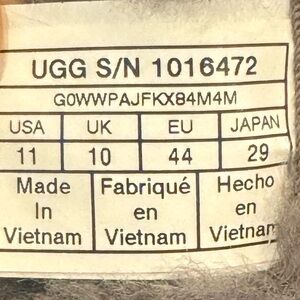 UGG S/N 1016472
G0WWPAJFKX84M4M
USA UK EU JAPAN
11 10 44 29
Made Fabriqué Hecho
In en en
Vietnam Vietnam Vietnam